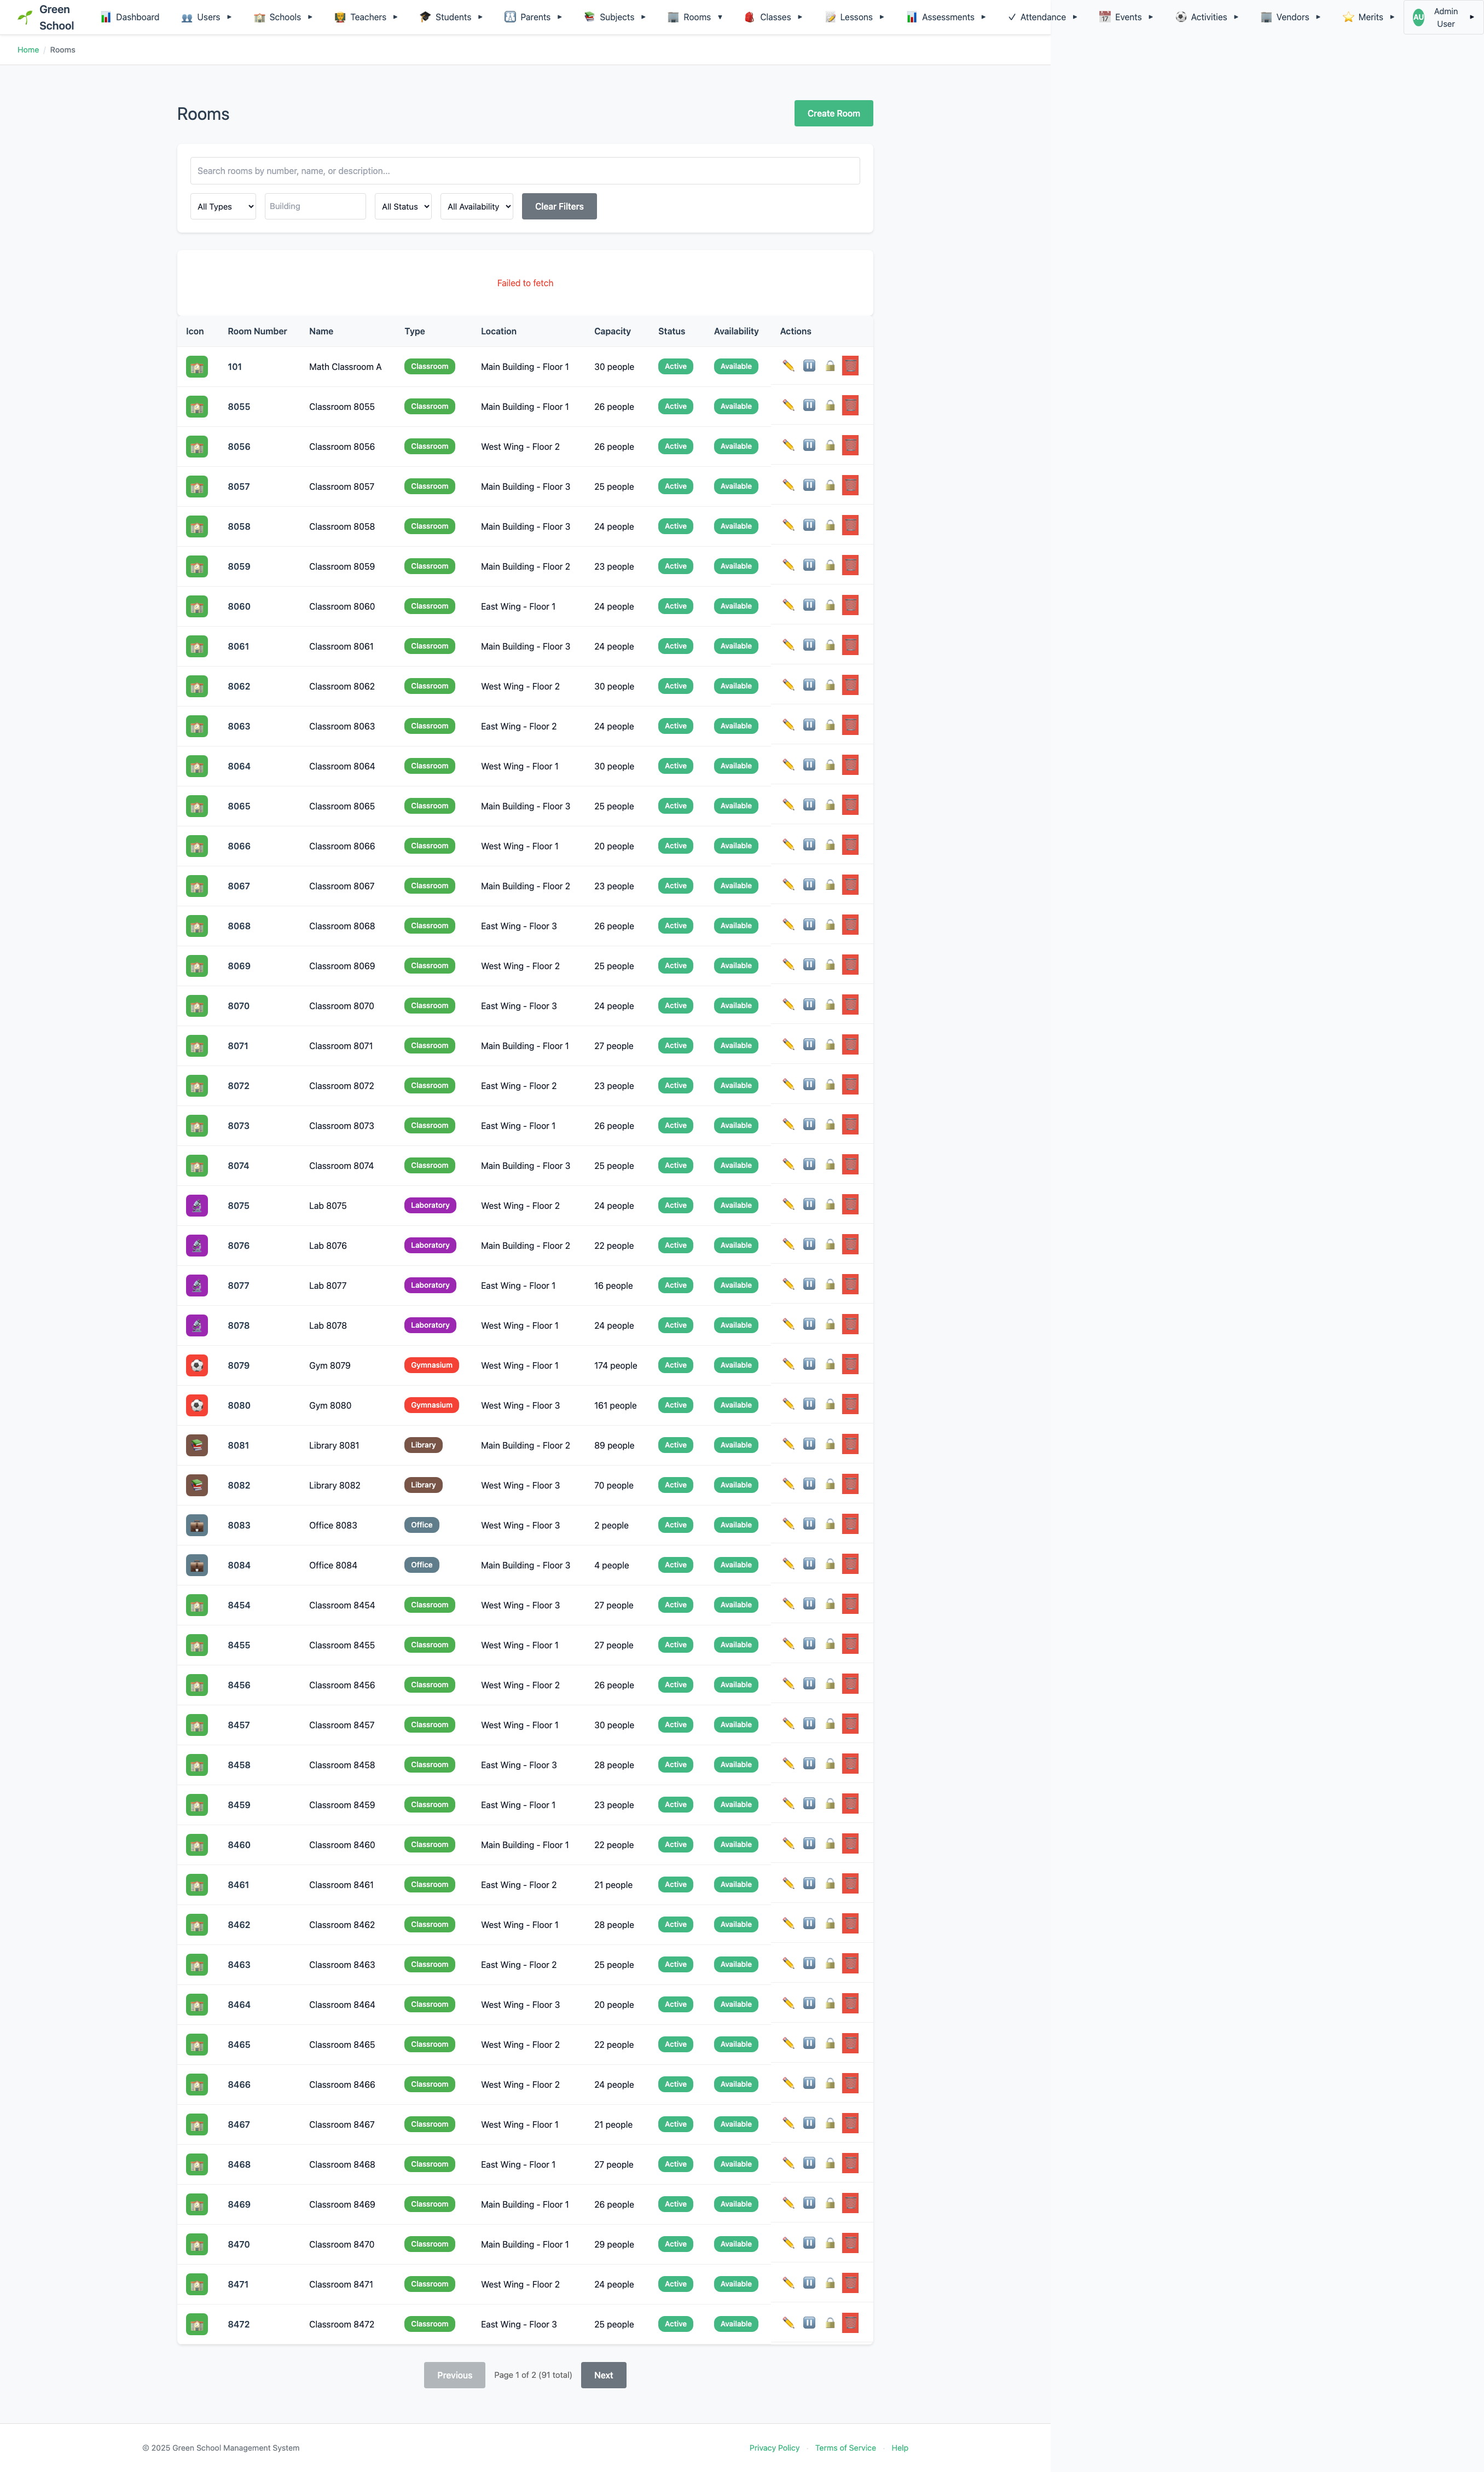 Green School
Dashboard
Users
Schools
Teachers
Students
Parents
Subjects
Rooms
Classes
Lessons
Assessments
Attendance
Events
Activities
Vendors
Merits
AU Admin User
Home / Rooms
Rooms
Create Room
Search rooms by number, name, or description...
All Types Building All Status All Availability Clear Filters
Failed to fetch
Icon Room Number Name Type Location Capacity Status Availability Actions
101 Math Classroom A Classroom Main Building - Floor 1 30 people Active Available
8055 Classroom 8055 Classroom Main Building - Floor 1 26 people Active Available
8056 Classroom 8056 Classroom West Wing - Floor 2 26 people Active Available
8057 Classroom 8057 Classroom Main Building - Floor 3 25 people Active Available
8058 Classroom 8058 Classroom Main Building - Floor 3 24 people Active Available
8059 Classroom 8059 Classroom Main Building - Floor 2 23 people Active Available
8060 Classroom 8060 Classroom East Wing - Floor 1 24 people Active Available
8061 Classroom 8061 Classroom Main Building - Floor 3 24 people Active Available
8062 Classroom 8062 Classroom West Wing - Floor 2 30 people Active Available
8063 Classroom 8063 Classroom East Wing - Floor 2 24 people Active Available
8064 Classroom 8064 Classroom West Wing - Floor 1 30 people Active Available
8065 Classroom 8065 Classroom Main Building - Floor 3 25 people Active Available
8066 Classroom 8066 Classroom West Wing - Floor 1 20 people Active Available
8067 Classroom 8067 Classroom Main Building - Floor 2 23 people Active Available
8068 Classroom 8068 Classroom East Wing - Floor 3 26 people Active Available
8069 Classroom 8069 Classroom West Wing - Floor 2 25 people Active Available
8070 Classroom 8070 Classroom East Wing - Floor 3 24 people Active Available
8071 Classroom 8071 Classroom Main Building - Floor 1 27 people Active Available
8072 Classroom 8072 Classroom East Wing - Floor 2 23 people Active Available
8073 Classroom 8073 Classroom East Wing - Floor 1 26 people Active Available
8074 Classroom 8074 Classroom Main Building - Floor 3 25 people Active Available
8075 Lab 8075 Laboratory West Wing - Floor 2 24 people Active Available
8076 Lab 8076 Laboratory Main Building - Floor 2 22 people Active Available
8077 Lab 8077 Laboratory East Wing - Floor 1 16 people Active Available
8078 Lab 8078 Laboratory West Wing - Floor 1 24 people Active Available
8079 Gym 8079 Gymnasium West Wing - Floor 1 174 people Active Available
8080 Gym 8080 Gymnasium West Wing - Floor 3 161 people Active Available
8081 Library 8081 Library Main Building - Floor 2 89 people Active Available
8082 Library 8082 Library West Wing - Floor 3 70 people Active Available
8083 Office 8083 Office West Wing - Floor 3 2 people Active Available
8084 Office 8084 Office Main Building - Floor 3 4 people Active Available
8454 Classroom 8454 Classroom West Wing - Floor 3 27 people Active Available
8455 Classroom 8455 Classroom West Wing - Floor 1 27 people Active Available
8456 Classroom 8456 Classroom West Wing - Floor 2 26 people Active Available
8457 Classroom 8457 Classroom West Wing - Floor 1 30 people Active Available
8458 Classroom 8458 Classroom East Wing - Floor 3 28 people Active Available
8459 Classroom 8459 Classroom East Wing - Floor 1 23 people Active Available
8460 Classroom 8460 Classroom Main Building - Floor 1 22 people Active Available
8461 Classroom 8461 Classroom East Wing - Floor 2 21 people Active Available
8462 Classroom 8462 Classroom West Wing - Floor 1 28 people Active Available
8463 Classroom 8463 Classroom East Wing - Floor 2 25 people Active Available
8464 Classroom 8464 Classroom West Wing - Floor 3 20 people Active Available
8465 Classroom 8465 Classroom West Wing - Floor 2 22 people Active Available
8466 Classroom 8466 Classroom West Wing - Floor 2 24 people Active Available
8467 Classroom 8467 Classroom West Wing - Floor 1 21 people Active Available
8468 Classroom 8468 Classroom East Wing - Floor 1 27 people Active Available
8469 Classroom 8469 Classroom Main Building - Floor 1 26 people Active Available
8470 Classroom 8470 Classroom Main Building - Floor 1 29 people Active Available
8471 Classroom 8471 Classroom West Wing - Floor 2 24 people Active Available
8472 Classroom 8472 Classroom East Wing - Floor 3 25 people Active Available
Previous Page 1 of 2 (91 total) Next
© 2025 Green School Management System
Privacy Policy · Terms of Service · Help